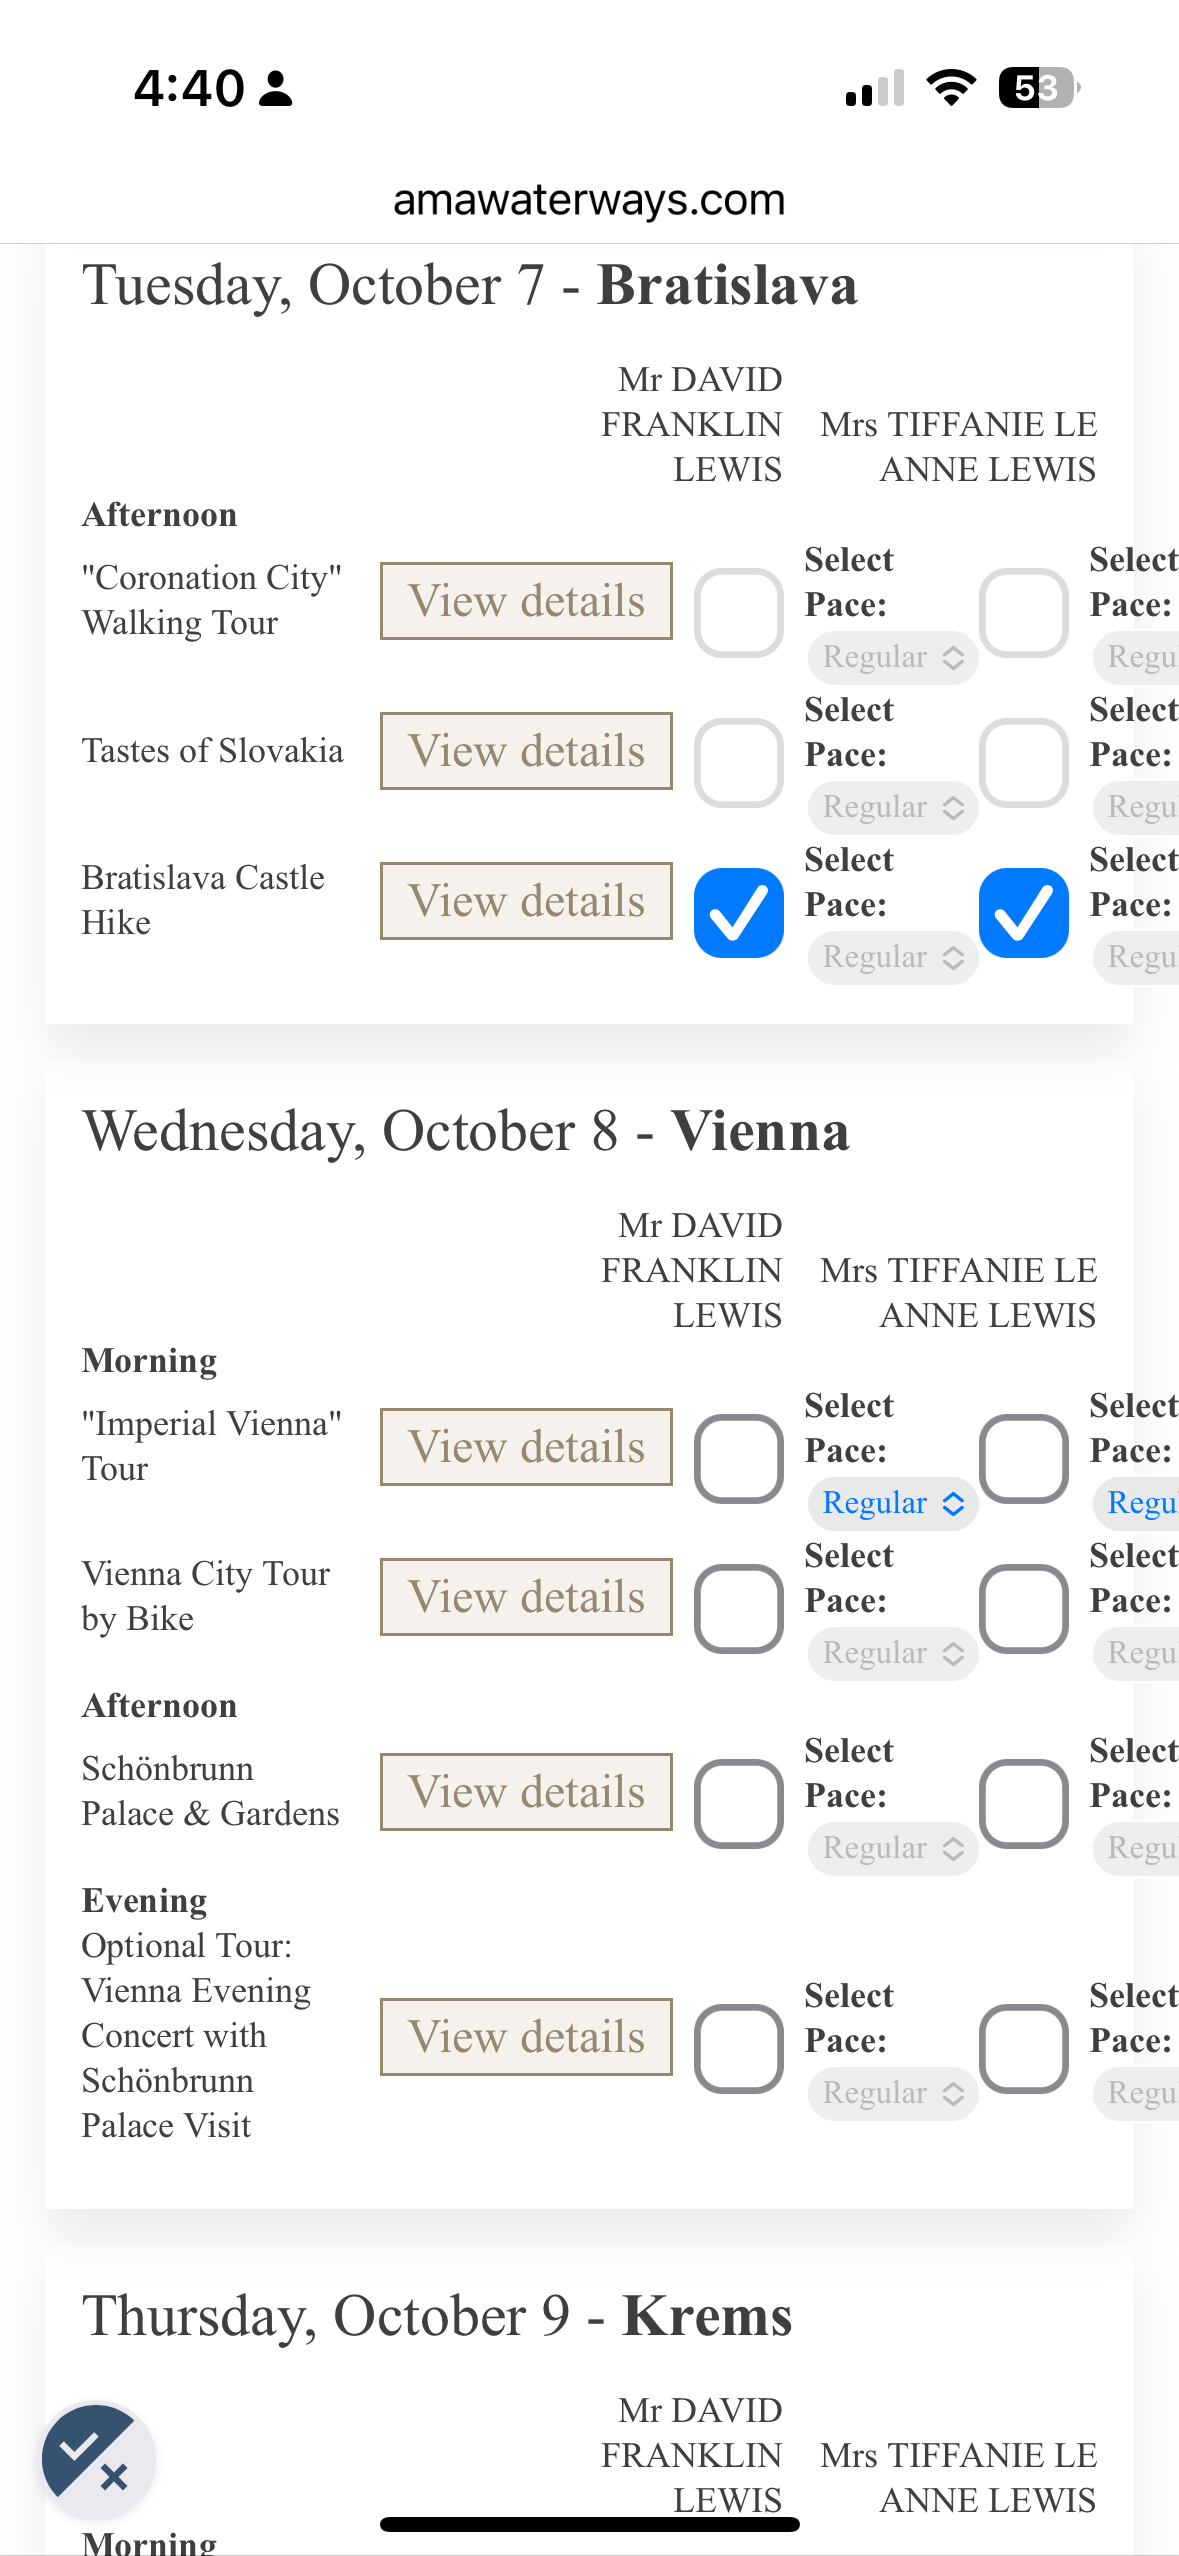 4:40
53
amawaterways.com
Tuesday, October 7 - Bratislava
Mr DAVID
FRANKLIN
LEWIS
Mrs TIFFANIE LE
ANNE LEWIS
Afternoon
"Coronation City"
Walking Tour
View details
Select
Pace:
Regular
Select
Pace:
Regu
Tastes of Slovakia
View details
Select
Pace:
Regular
Select
Pace:
Regu
Bratislava Castle
Hike
View details
Select
Pace:
Regular
Select
Pace:
Regu
Wednesday, October 8 - Vienna
Mr DAVID
FRANKLIN
LEWIS
Mrs TIFFANIE LE
ANNE LEWIS
Morning
"Imperial Vienna"
Tour
View details
Select
Pace:
Regular
Select
Pace:
Regu
Vienna City Tour
by Bike
View details
Select
Pace:
Regular
Select
Pace:
Regu
Afternoon
Schönbrunn
Palace & Gardens
View details
Select
Pace:
Regular
Select
Pace:
Regu
Evening
Optional Tour:
Vienna Evening
Concert with
Schönbrunn
Palace Visit
View details
Select
Pace:
Regular
Select
Pace:
Regu
Thursday, October 9 - Krems
Mr DAVID
FRANKLIN
LEWIS
Mrs TIFFANIE LE
ANNE LEWIS
Morning